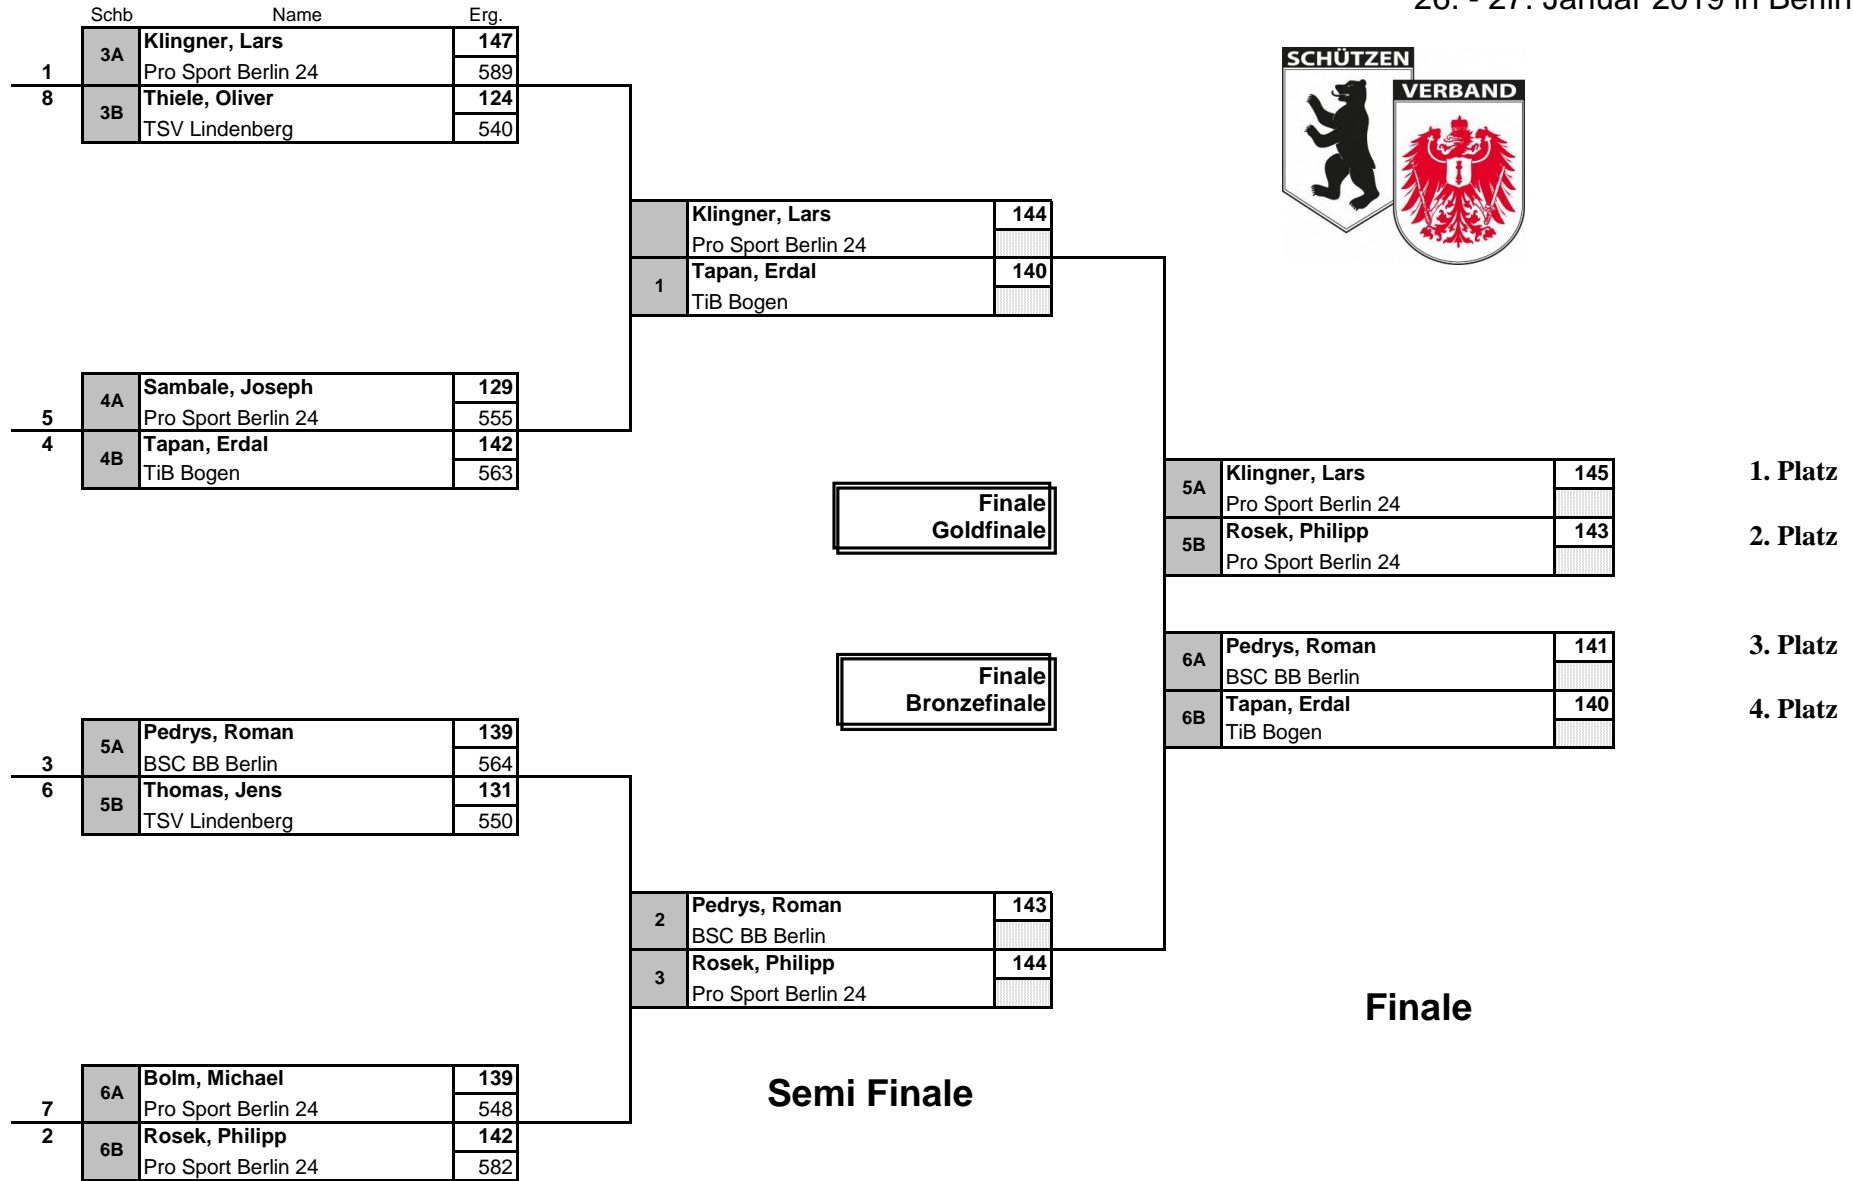 26. - 27. Januar 2019 in Berlin
Schb Name Erg.
3A Klingner, Lars 147
1 Pro Sport Berlin 24 589
8 3B Thiele, Oliver 124
TSV Lindenberg 540
SCHÜTZEN
VERBAND
Klingner, Lars 144
Pro Sport Berlin 24
1 Tapan, Erdal 140
TiB Bogen
4A Sambale, Joseph 129
5 Pro Sport Berlin 24 555
4 4B Tapan, Erdal 142
TiB Bogen 563
Finale
Goldfinale
5A Klingner, Lars 145 1. Platz
Pro Sport Berlin 24
5B Rosek, Philipp 143 2. Platz
Pro Sport Berlin 24
Finale
Bronzefinale
6A Pedrys, Roman 141 3. Platz
BSC BB Berlin
6B Tapan, Erdal 140 4. Platz
TiB Bogen
5A Pedrys, Roman 139
3 BSC BB Berlin 564
6 5B Thomas, Jens 131
TSV Lindenberg 550
2 Pedrys, Roman 143
BSC BB Berlin
3 Rosek, Philipp 144
Pro Sport Berlin 24
Finale
Semi Finale
6A Bolm, Michael 139
7 Pro Sport Berlin 24 548
2 6B Rosek, Philipp 142
Pro Sport Berlin 24 582